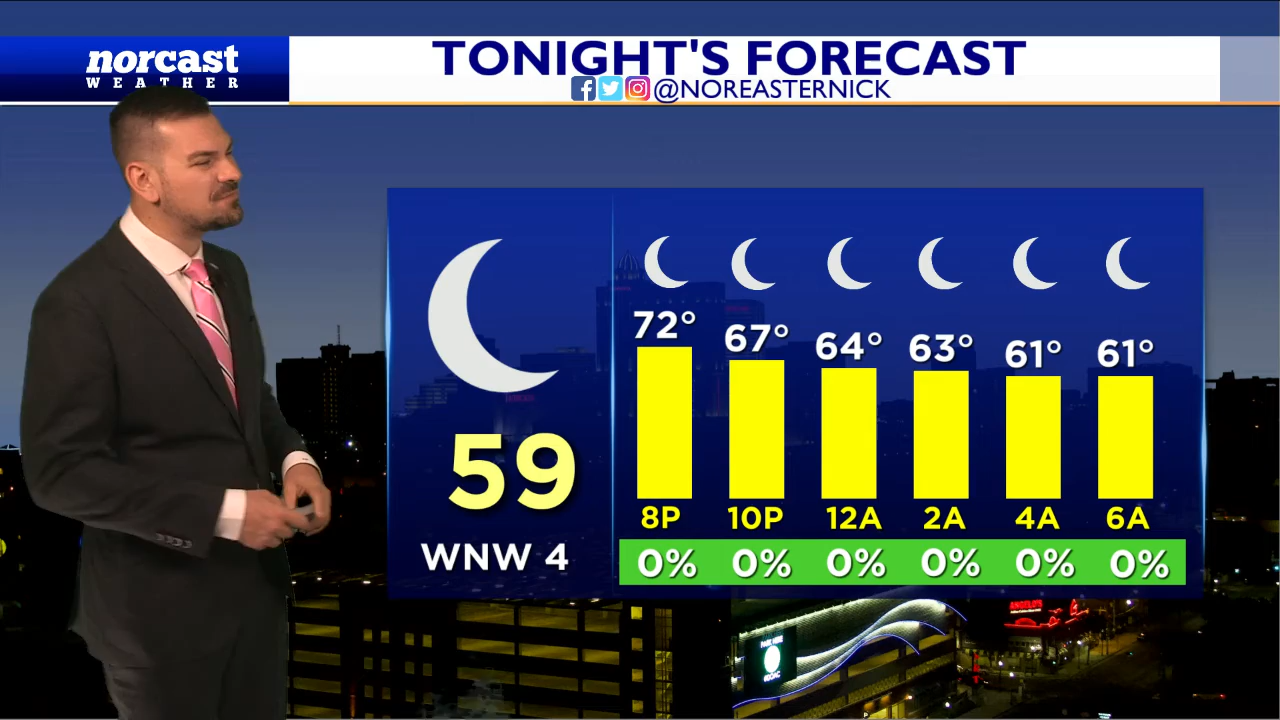 norcast
WEATHER
TONIGHT'S FORECAST
@NOREASTERNICK
59
WNW 4
72° 67° 64° 63° 61° 61°
8P 10P 12A 2A 4A 6A
0% 0% 0% 0% 0% 0%
ANGELO'S